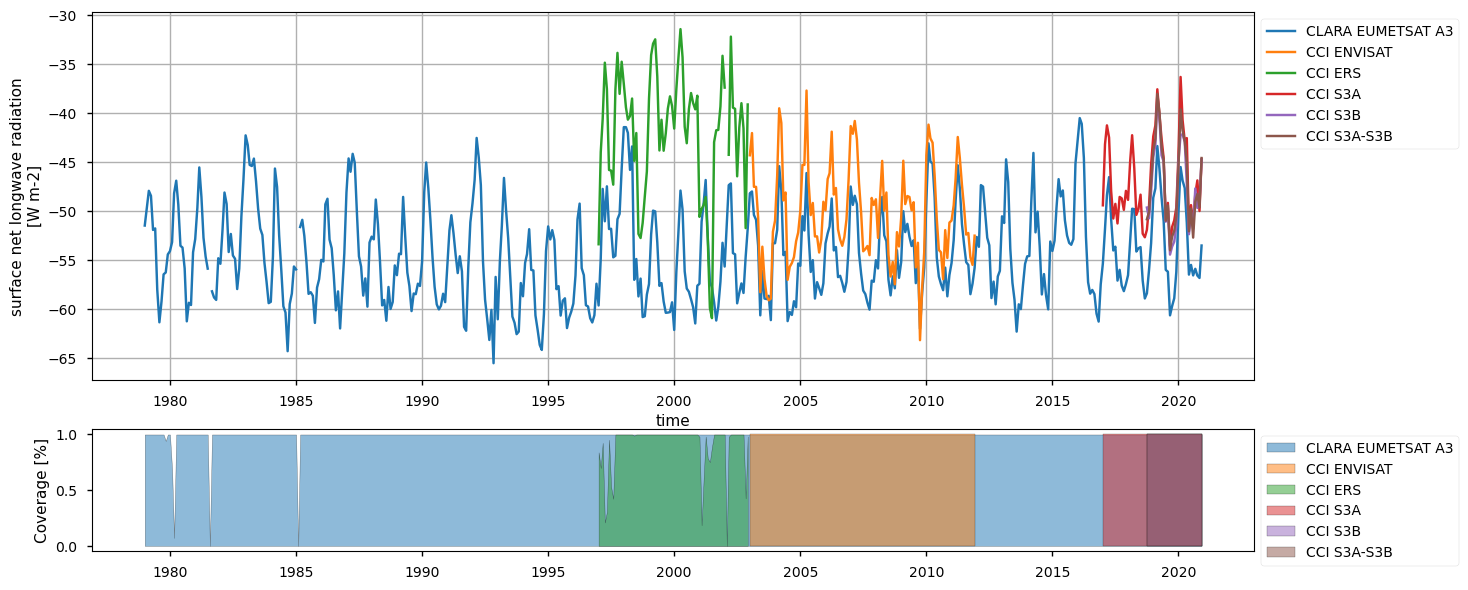 surface net longwave radiation
[W m-2]
−30
−35
−40
−45
−50
−55
−60
−65
1980 1985 1990 1995 2000 2005 2010 2015 2020
time
CLARA EUMETSAT A3
CCI ENVISAT
CCI ERS
CCI S3A
CCI S3B
CCI S3A-S3B
Coverage [%]
1.0
0.5
0.0
1980 1985 1990 1995 2000 2005 2010 2015 2020
CLARA EUMETSAT A3
CCI ENVISAT
CCI ERS
CCI S3A
CCI S3B
CCI S3A-S3B